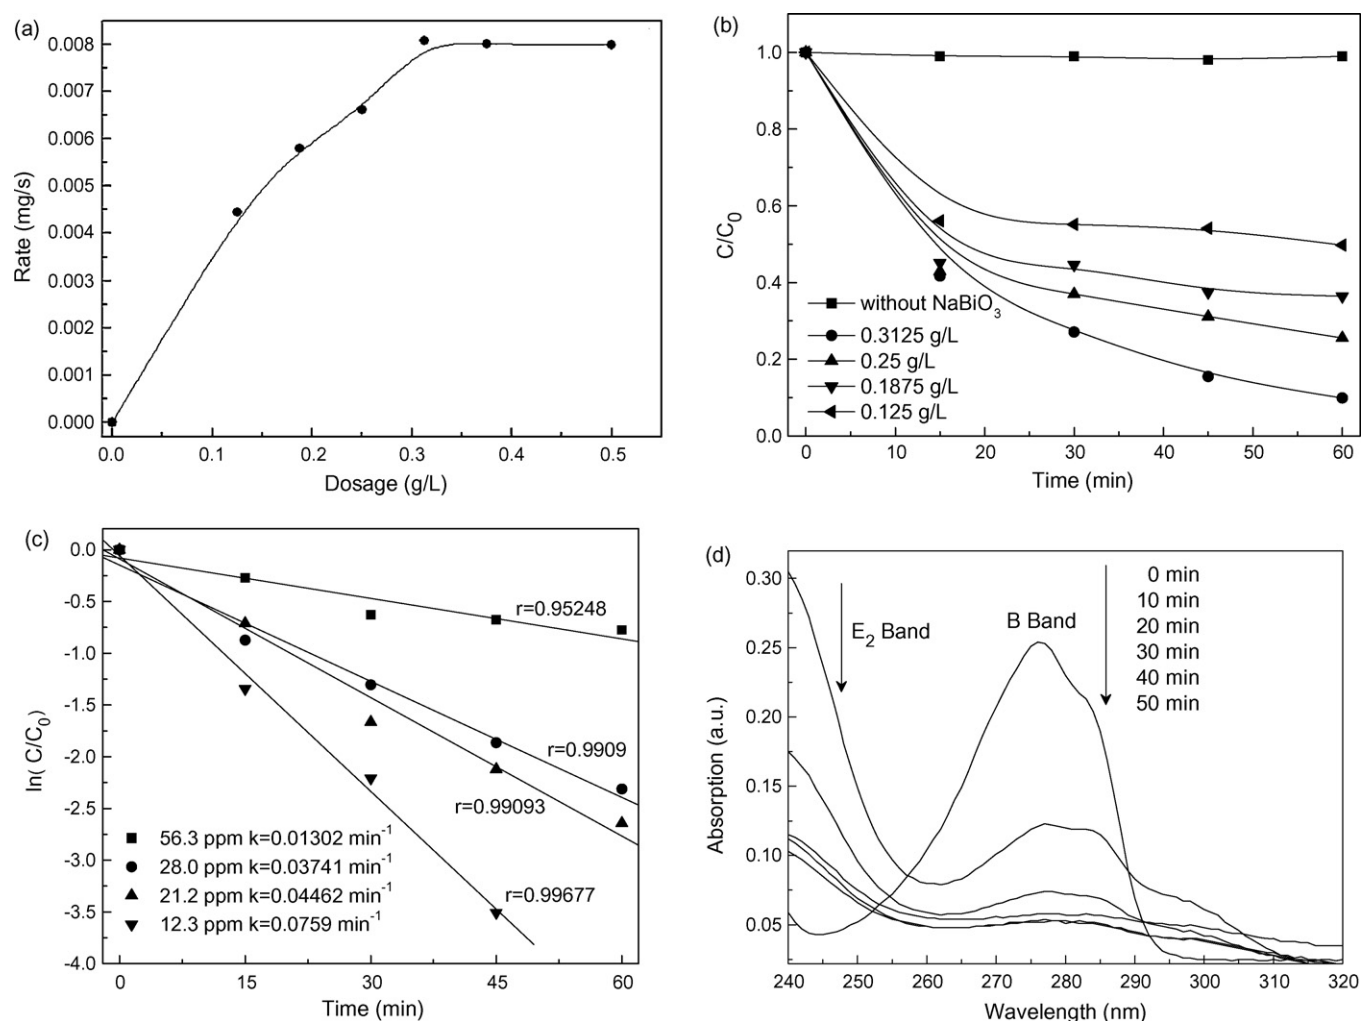 (a)
0.008
0.007
0.006
0.005
0.004
0.003
0.002
0.001
0.000
Rate (mg/s)
0.0 0.1 0.2 0.3 0.4 0.5
Dosage (g/L)
(b)
1.0
0.8
0.6
0.4
0.2
0.0
C/C0
without NaBiO3
0.3125 g/L
0.25 g/L
0.1875 g/L
0.125 g/L
0 10 20 30 40 50 60
Time (min)
(c)
0.0
-0.5
-1.0
-1.5
-2.0
-2.5
-3.0
-3.5
-4.0
ln( C/C0)
r=0.95248
r=0.9909
r=0.99093
r=0.99677
56.3 ppm k=0.01302 min-1
28.0 ppm k=0.03741 min-1
21.2 ppm k=0.04462 min-1
12.3 ppm k=0.0759 min-1
0 15 30 45 60
Time (min)
(d)
0.30
0.25
0.20
0.15
0.10
0.05
Absorption (a.u.)
E2 Band
B Band
0 min
10 min
20 min
30 min
40 min
50 min
240 250 260 270 280 290 300 310 320
Wavelength (nm)